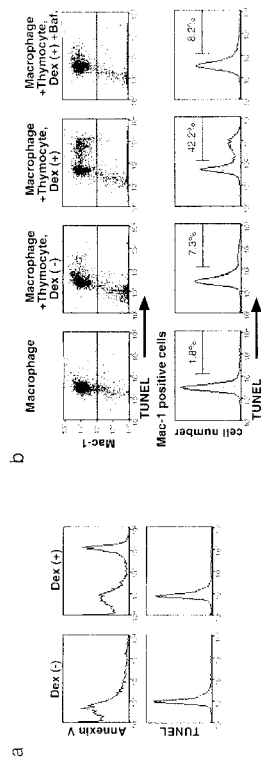 a
Dex (-)
Dex (+)
Annexin V
TUNEL
b
Macrophage
Macrophage
+Thymocyte,
Dex (-)
Macrophage
+Thymocyte,
Dex (+)
Macrophage
+Thymocyte,
Dex (+) +Baf.
Mac-1
TUNEL
Mac-1 positive cells
cell number
1.8%
7.3%
42.2%
8.2%
TUNEL